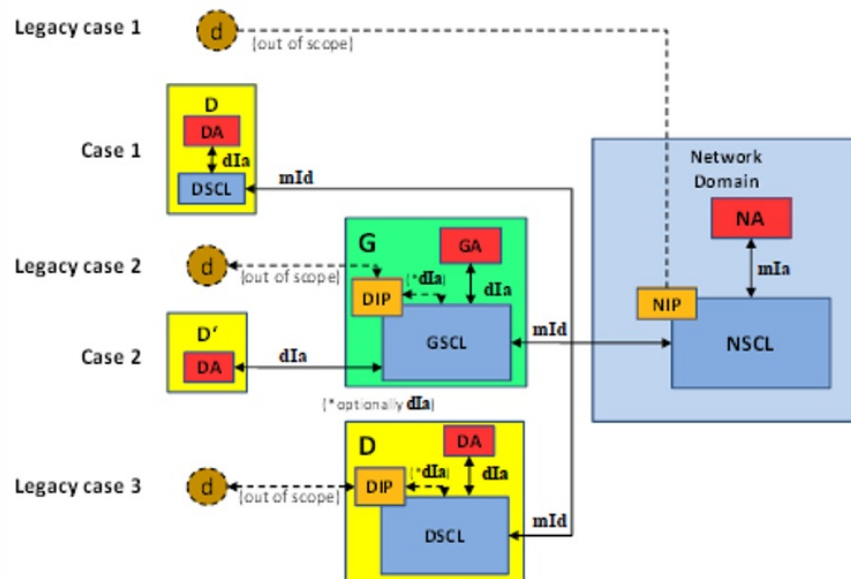 Legacy case 1
d
(out of scope)
Case 1
D
DA
dIa
DSCL
mId
Network
Domain
NA
mIa
NIP
NSCL
Legacy case 2
d
(out of scope)
G
GA
DIP
(*dIa)
dIa
GSCL
mId
Case 2
D'
DA
dIa
(*optionally dIa)
Legacy case 3
d
(out of scope)
D
DA
DIP
(*dIa)
dIa
DSCL
mId